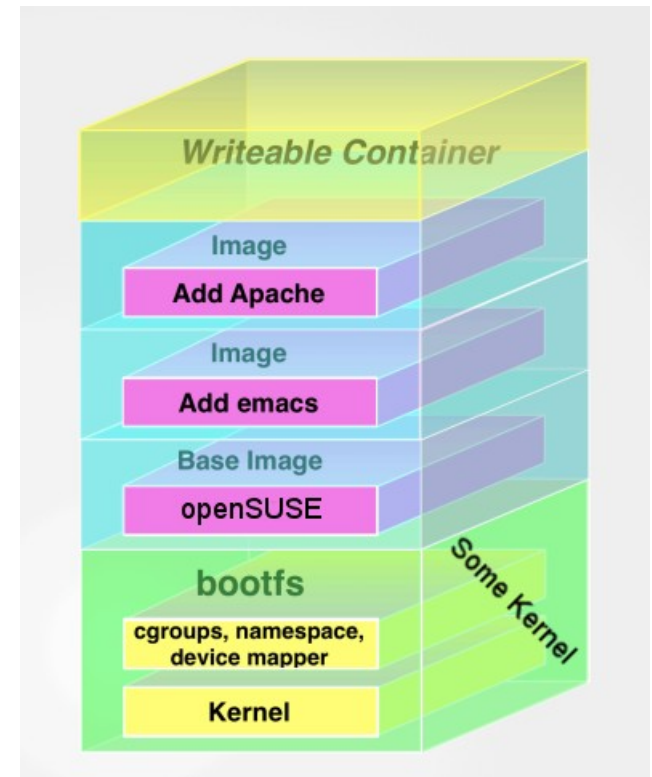 Writeable Container
Image
Add Apache
Image
Add emacs
Base Image
openSUSE
bootfs
Some Kernel
cgroups, namespace,
device mapper
Kernel